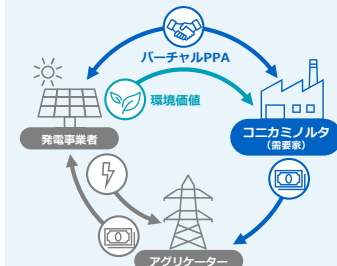 バーチャルPPA
環境価値
発電事業者
コニカミノルタ
(需要家)
アグリゲーター